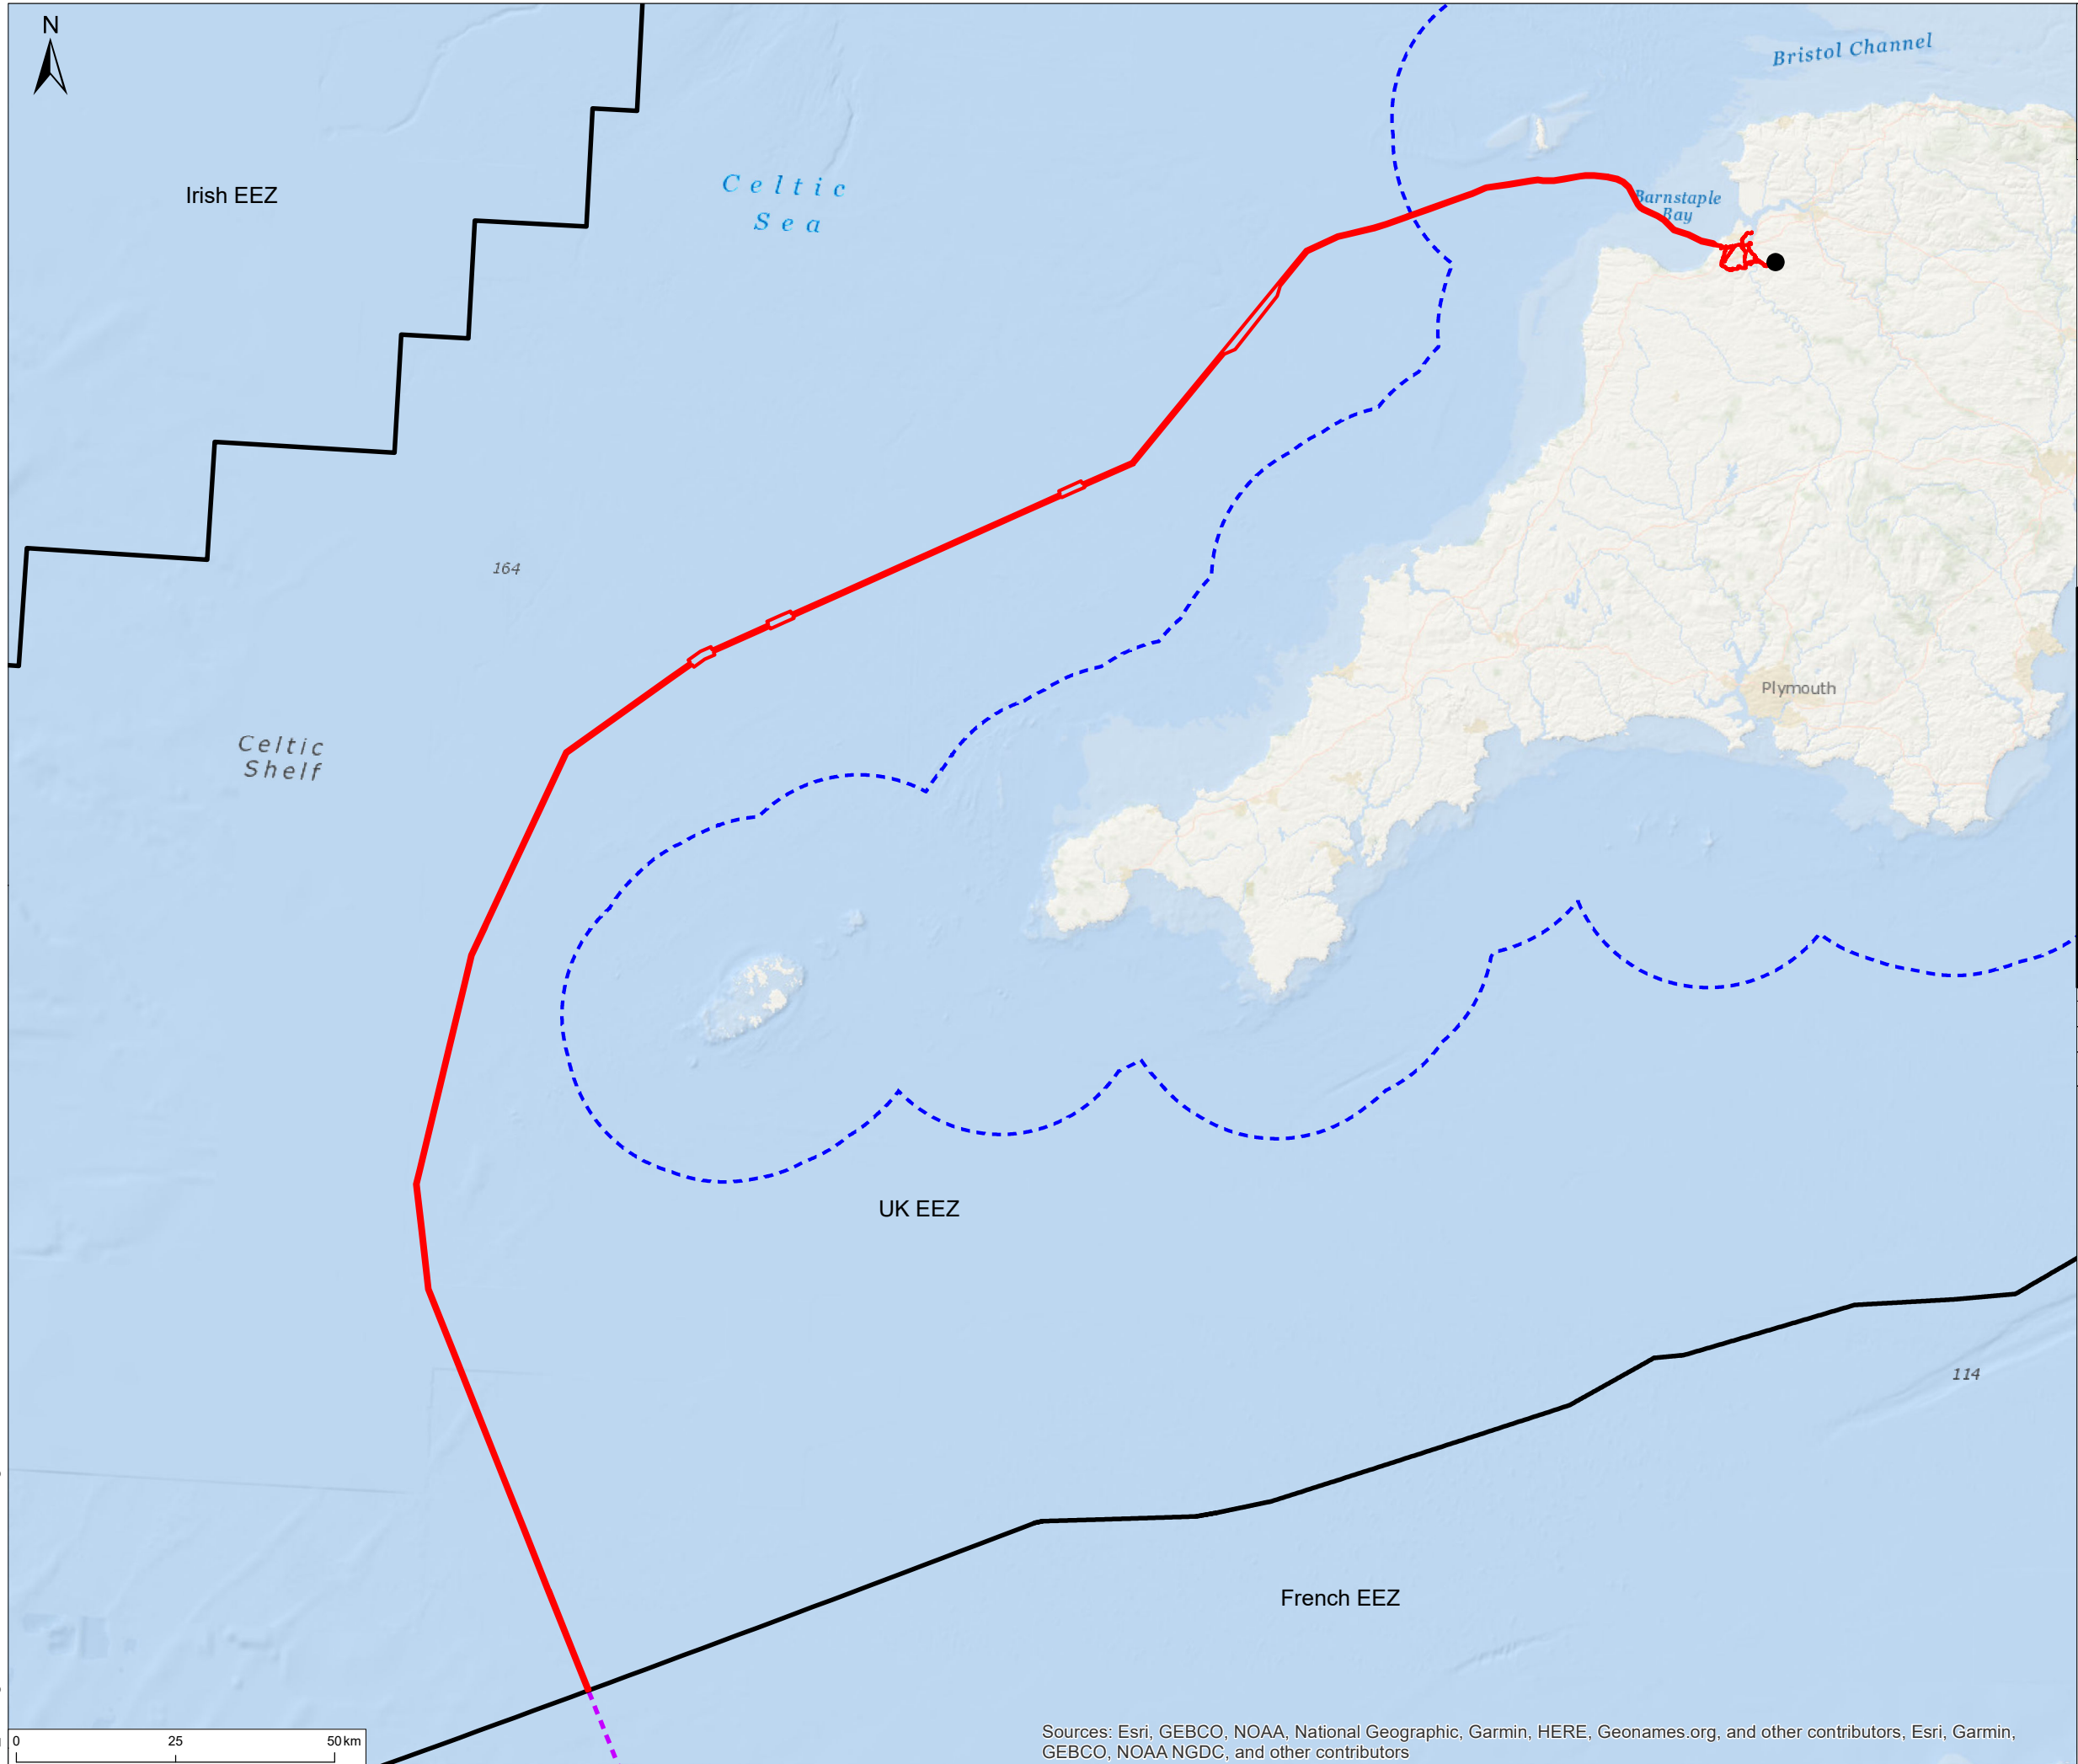 N
Bristol Channel
Irish EEZ
Celtic
Sea
Barnstaple
Bay
164
Plymouth
Celtic
Shelf
UK EEZ
114
French EEZ
0 25 50 km
Sources: Esri, GEBCO, NOAA, National Geographic, Garmin, HERE, Geonames.org, and other contributors, Esri, Garmin,
GEBCO, NOAA NGDC, and other contributors